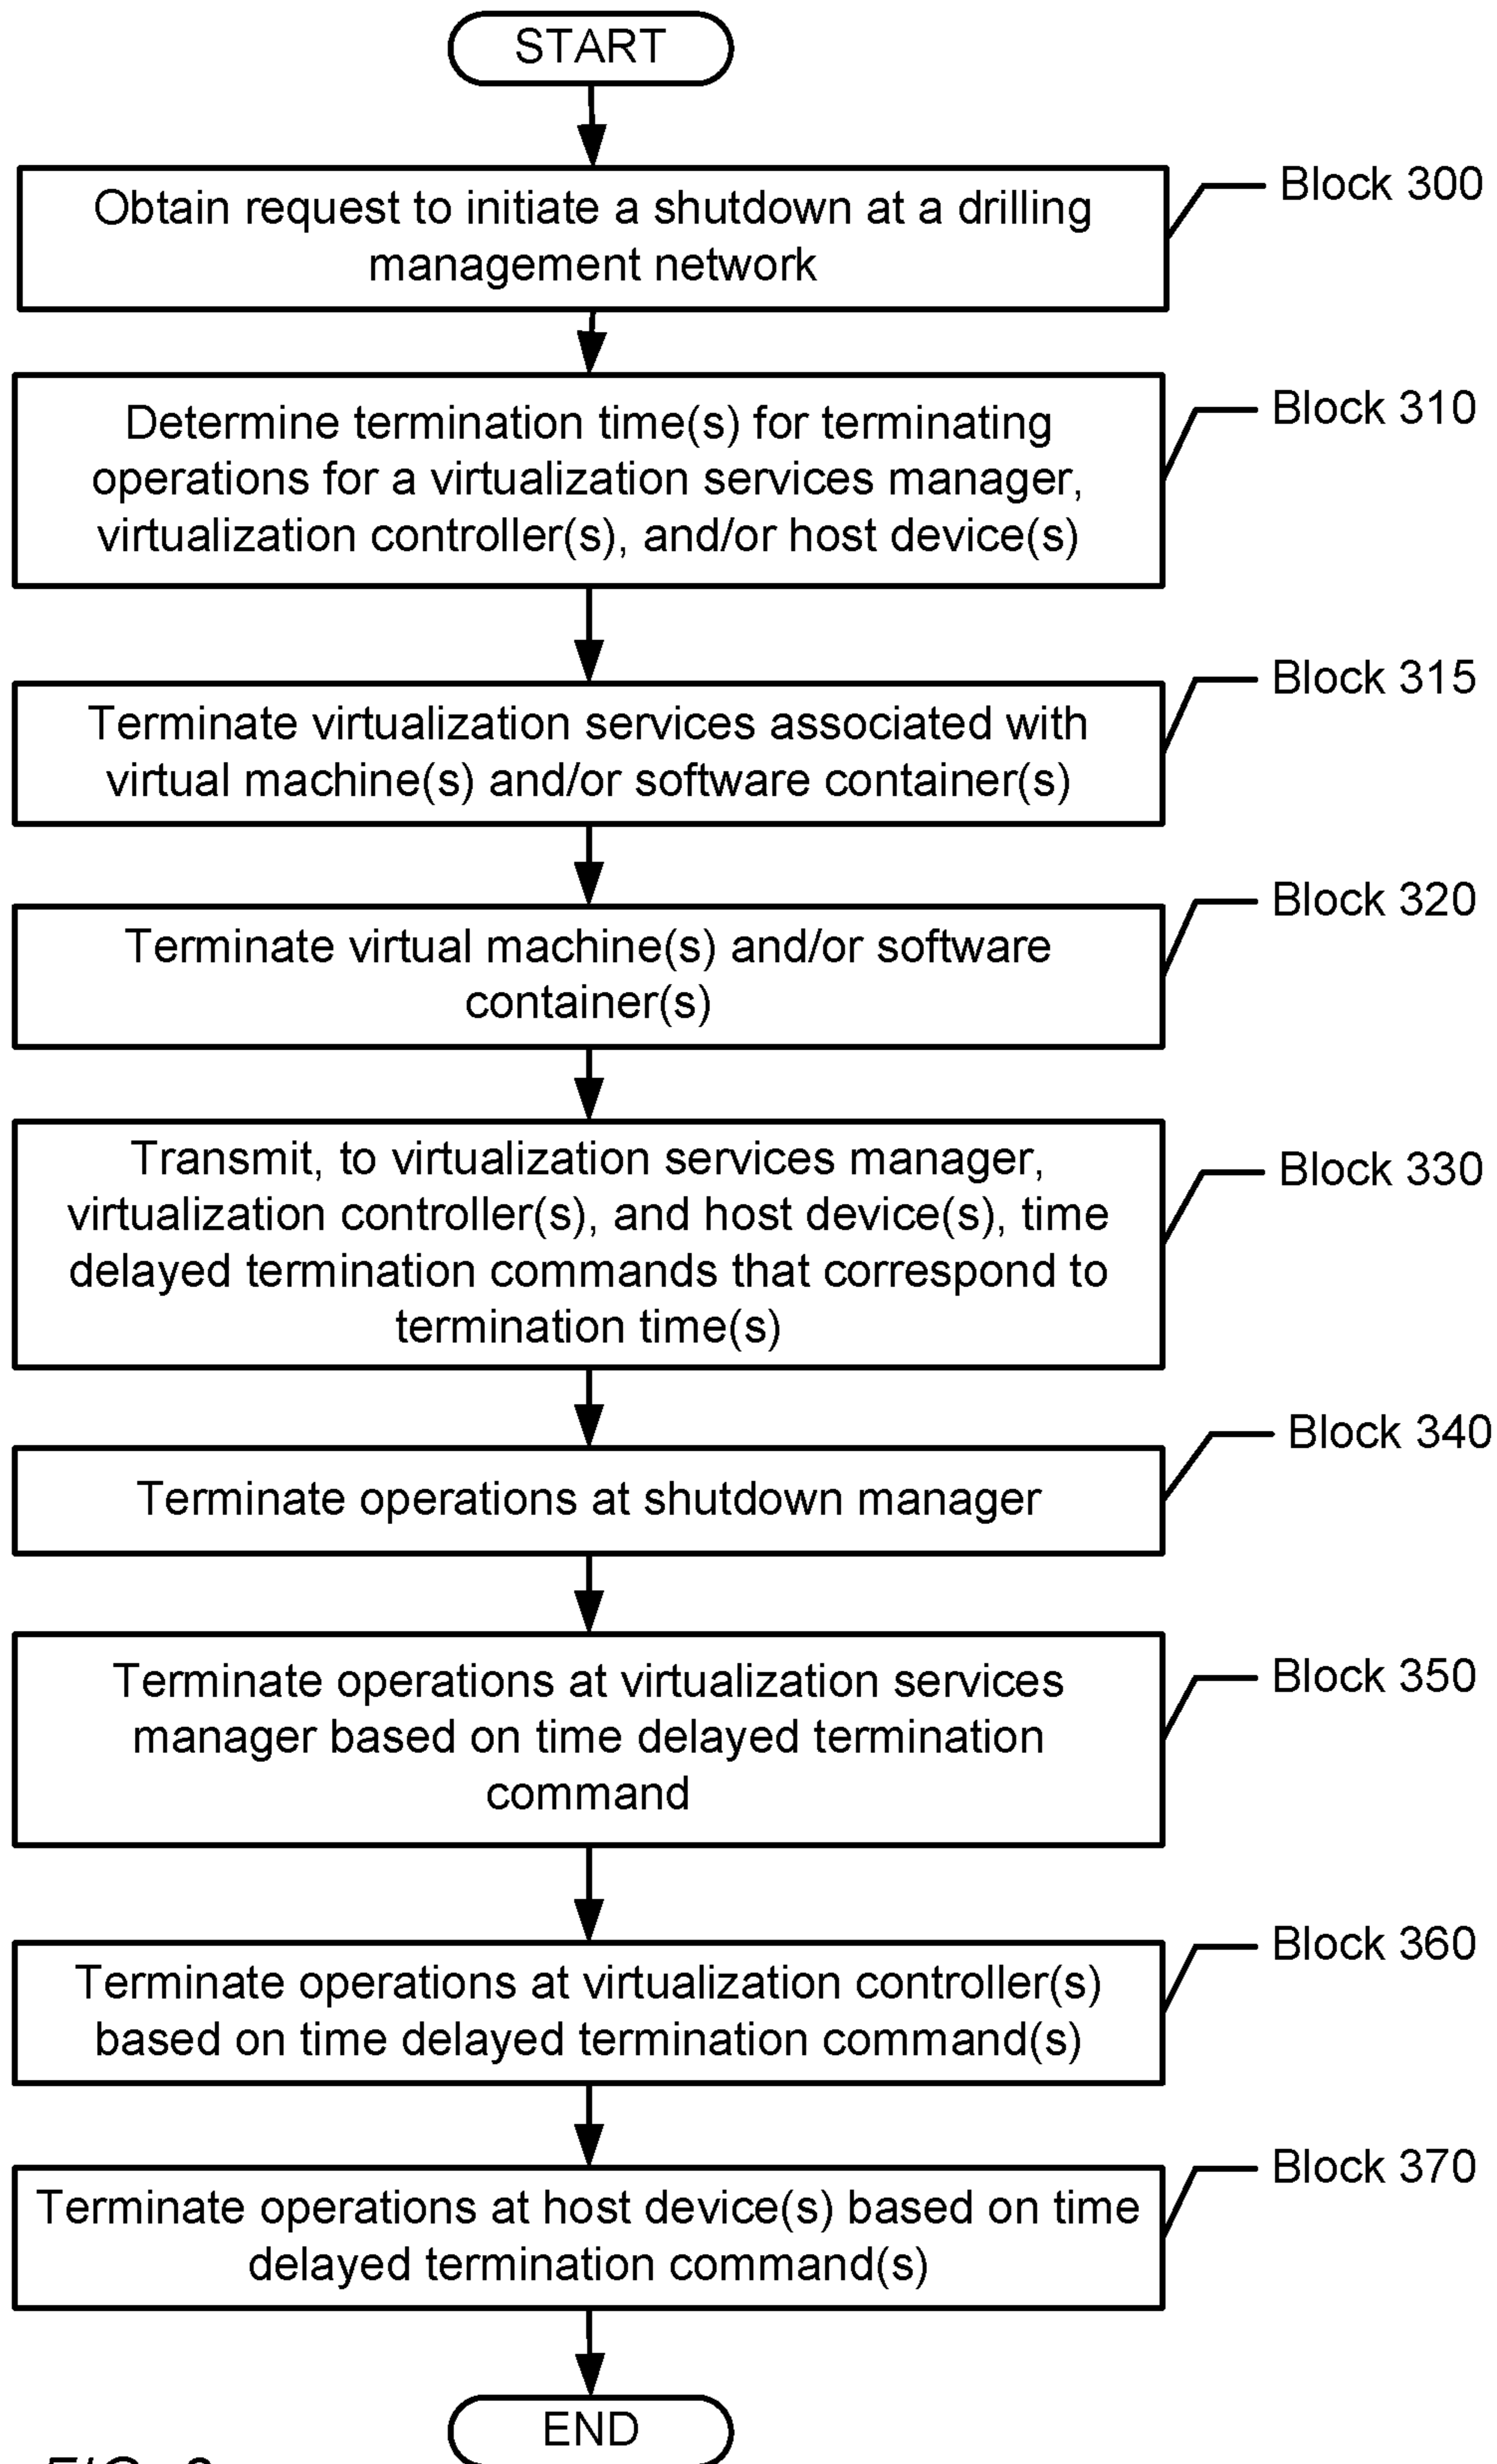 START
Obtain request to initiate a shutdown at a drilling
management network
Block 300
Determine termination time(s) for terminating
operations for a virtualization services manager,
virtualization controller(s), and/or host device(s)
Block 310
Terminate virtualization services associated with
virtual machine(s) and/or software container(s)
Block 315
Terminate virtual machine(s) and/or software
container(s)
Block 320
Transmit, to virtualization services manager,
virtualization controller(s), and host device(s), time
delayed termination commands that correspond to
termination time(s)
Block 330
Terminate operations at shutdown manager
Block 340
Terminate operations at virtualization services
manager based on time delayed termination
command
Block 350
Terminate operations at virtualization controller(s)
based on time delayed termination command(s)
Block 360
Terminate operations at host device(s) based on time
delayed termination command(s)
Block 370
END